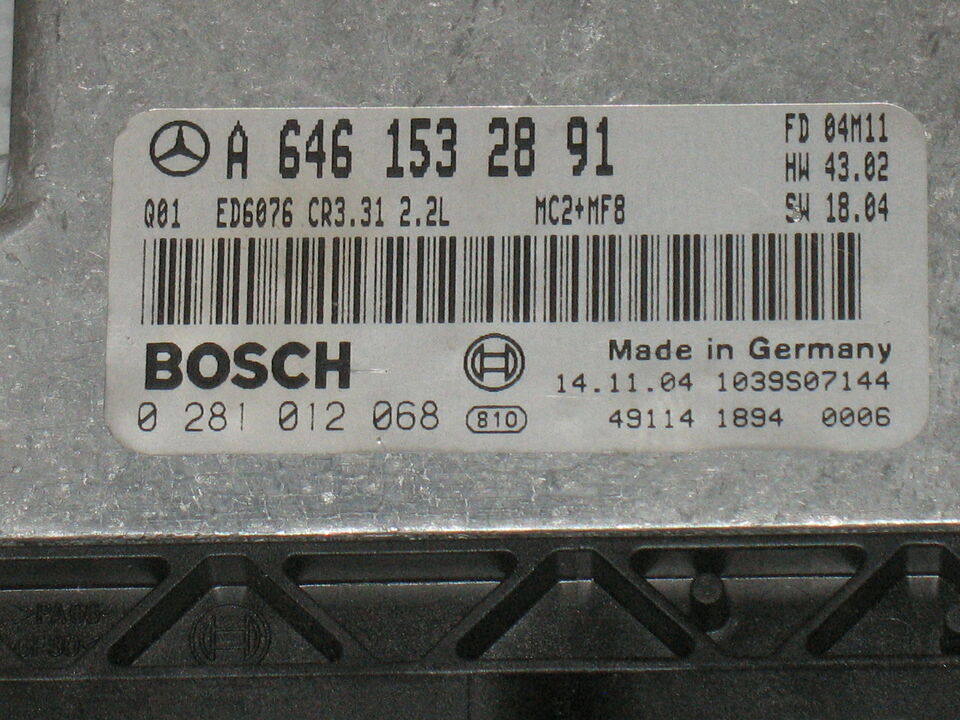 A 646 153 28 91
FD 04M11
HW 43.02
SW 18.04
Q01 ED6076 CR3.31 2.2L MC2+MF8
BOSCH
Made in Germany
14.11.04 1039S07144
0 281 012 068
810
49114 1894 0006